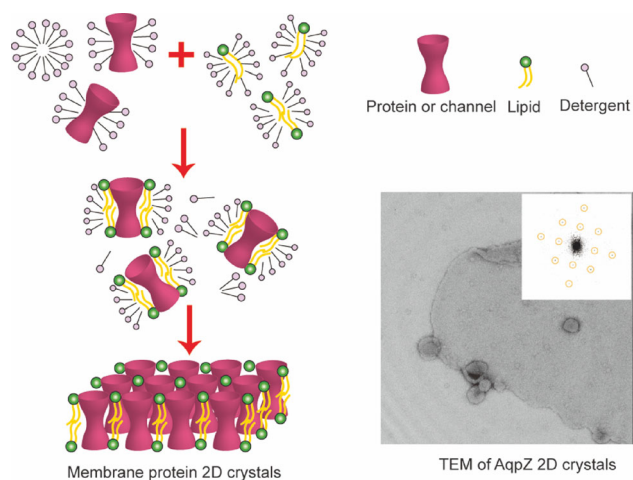 Protein or channel
Lipid
Detergent
Membrane protein 2D crystals
TEM of AqpZ 2D crystals